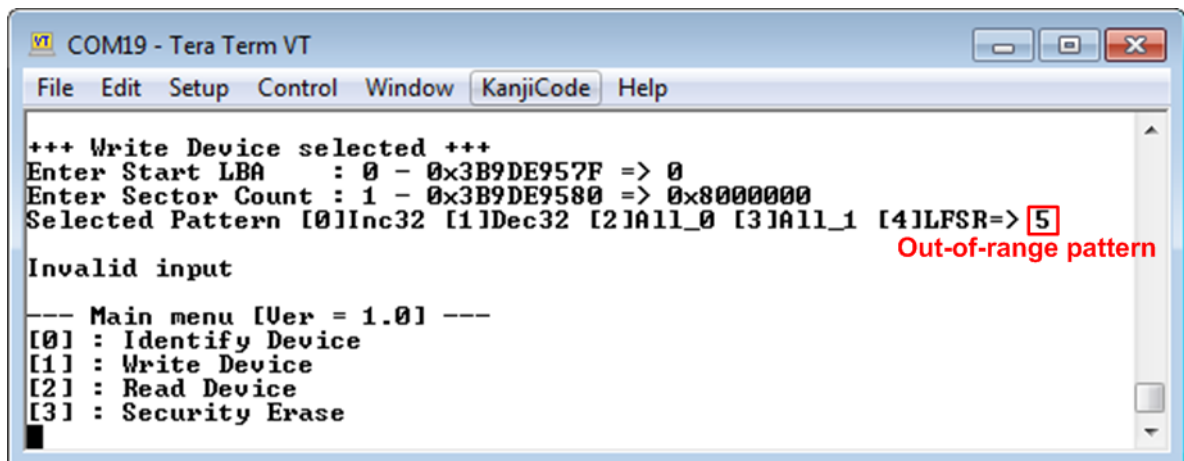 COM19 - Tera Term VT
File Edit Setup Control Window KanjiCode Help
+++ Write Device selected +++
Enter Start LBA : 0 - 0x3B9DE957F => 0
Enter Sector Count : 1 - 0x3B9DE9580 => 0x8000000
Selected Pattern [0]Inc32 [1]Dec32 [2]All_0 [3]All_1 [4]LFSR=> 5
Out-of-range pattern
Invalid input
--- Main menu [Ver = 1.0] ---
[0] : Identify Device
[1] : Write Device
[2] : Read Device
[3] : Security Erase